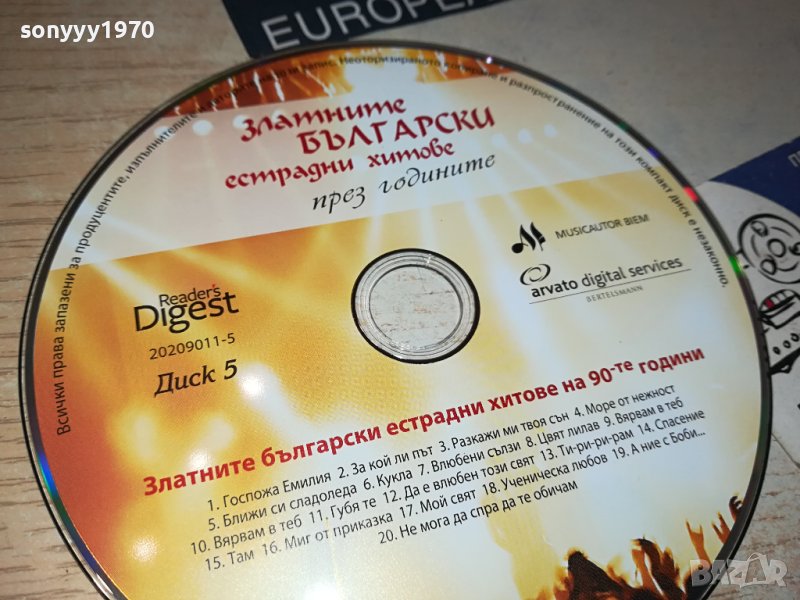 sonyyy1970
EUROPEA
Всички права запазени за продуцентите, изпълнителите
запис. Неоторизираното копиране и разпространение на този компакт диск е незаконно.
Златните
БЪЛГАРСКИ
естрадни хитове
през годините
MUSICAUTOR BIEM
arvato digital services
BERTELSMANN
Reader's
Digest
20209011-5
Диск 5
Златните български естрадни хитове на 90-те години
1. Госпожа Емилия 2. За кой ли път 3. Разкажи ми твоя сън 4. Море от нежност
5. Ближи си сладоледа 6. Кукла 7. Влюбени сълзи 8. Цвят лилав 9. Вярвам в теб
10. Вярвам в теб 11. Губя те 12. Да е влюбен този свят 13. Ти-ри-ри-рам 14. Спасение
15. Там 16. Миг от приказка 17. Мой свят 18. Ученическа любов 19. А ние с Боби...
20. Не мога да спра да те обичам
BAZAR